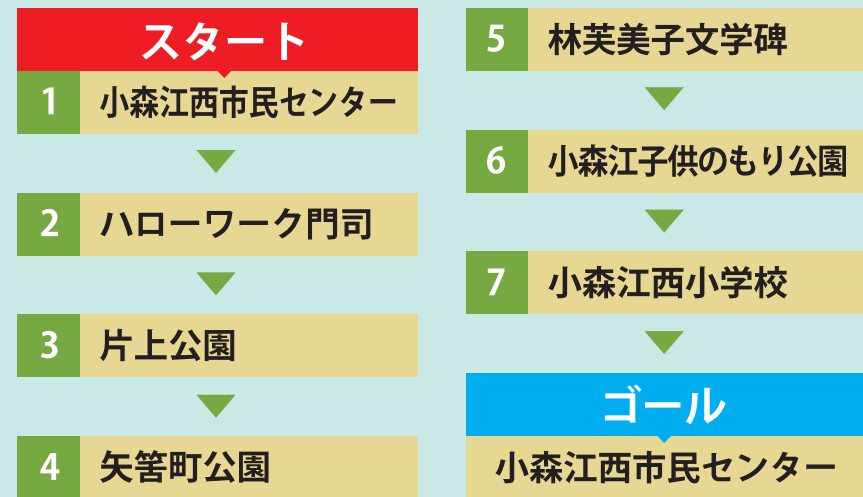 スタート
1 小森江西市民センター
2 ハローワーク門司
3 片上公園
4 矢筈町公園
5 林芙美子文学碑
6 小森江子供のもり公園
7 小森江西小学校
ゴール
小森江西市民センター